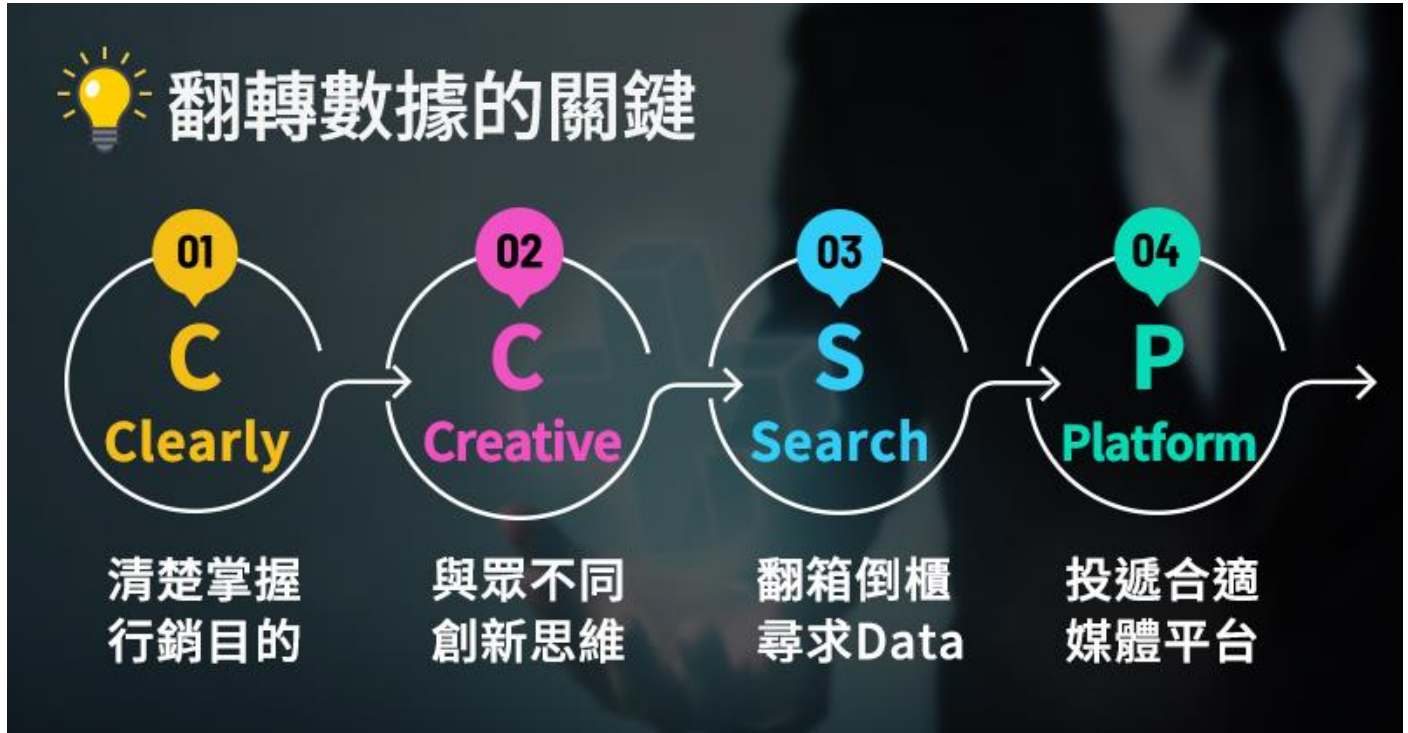 翻轉數據的關鍵
01
C
Clearly
清楚掌握
行銷目的
02
C
Creative
與眾不同
創新思維
03
S
Search
翻箱倒櫃
尋求Data
04
P
Platform
投遞合適
媒體平台